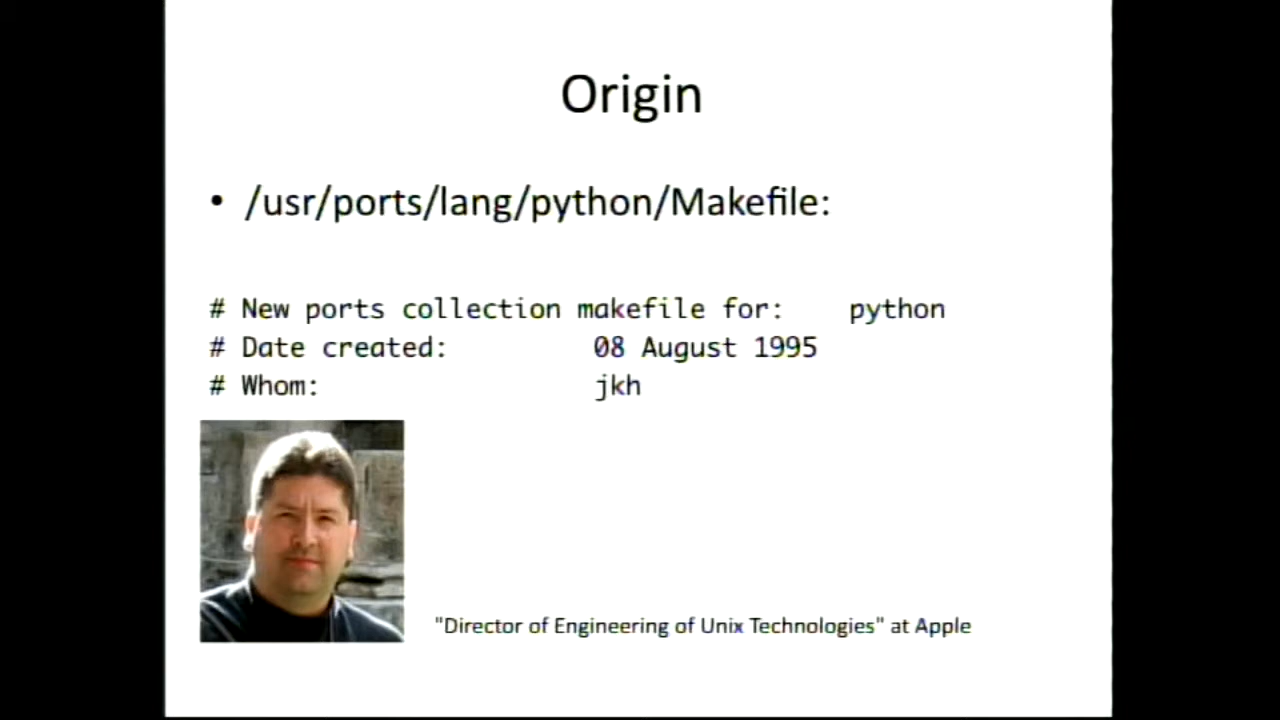 Origin
• /usr/ports/lang/python/Makefile:
# New ports collection makefile for: python
# Date created: 08 August 1995
# Whom: jkh
"Director of Engineering of Unix Technologies" at Apple